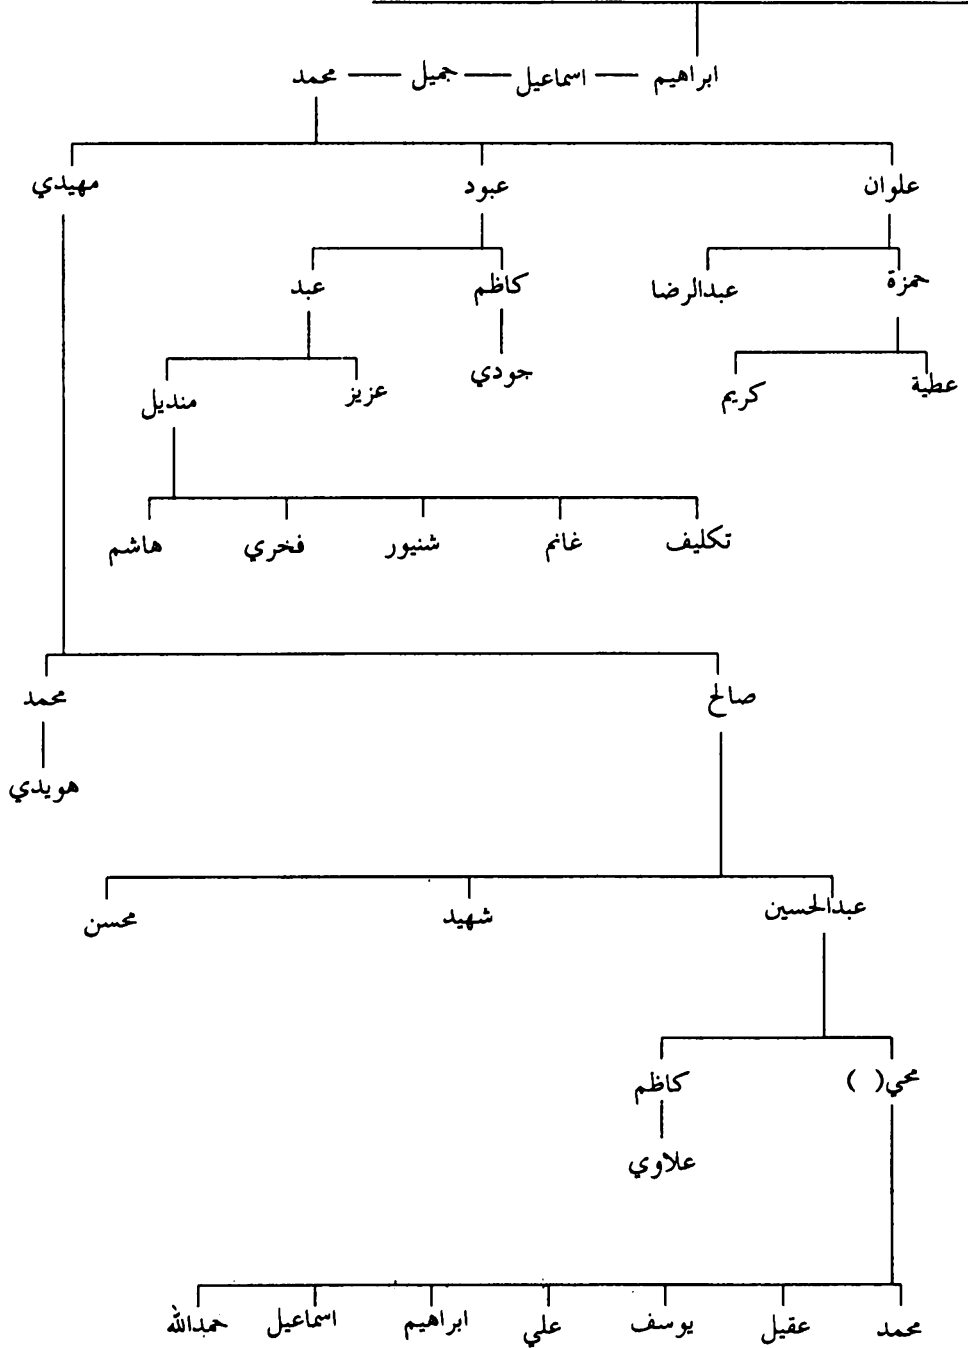 ابراهيم — اسماعيل — جميل — محمد
علوان عبود مهيدي
حمزة عبدالرضا كاظم عبد
عطية كريم جودي عزيز منديل
تكليف غانم شنيور فخري هاشم
صالح محمد
هويدي
عبدالحسين شهيد محسن
محي( ) كاظم
علاوي
محمد عقيل يوسف علي ابراهيم اسماعيل حمدالله